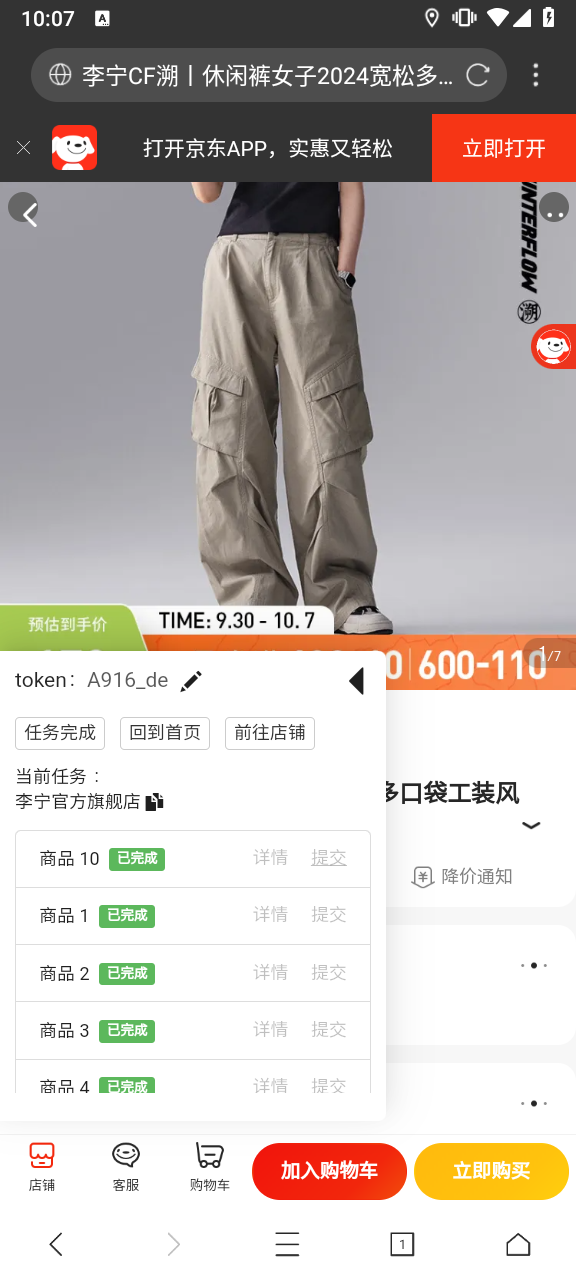 10:07
A
李宁CF溯丨休闲裤女子2024宽松多...
打开京东APP，实惠又轻松
立即打开
WINTERFLOW
溯
预估到手价
TIME: 9.30 - 10. 7
600-110
1/7
token： A916_de
任务完成
回到首页
前往店铺
当前任务：
李宁官方旗舰店
多口袋工装风
降价通知
商品 10 已完成 详情 提交
商品 1 已完成 详情 提交
商品 2 已完成 详情 提交
商品 3 已完成 详情 提交
商品 4 已完成 详情 提交
店铺
客服
购物车
加入购物车
立即购买
1